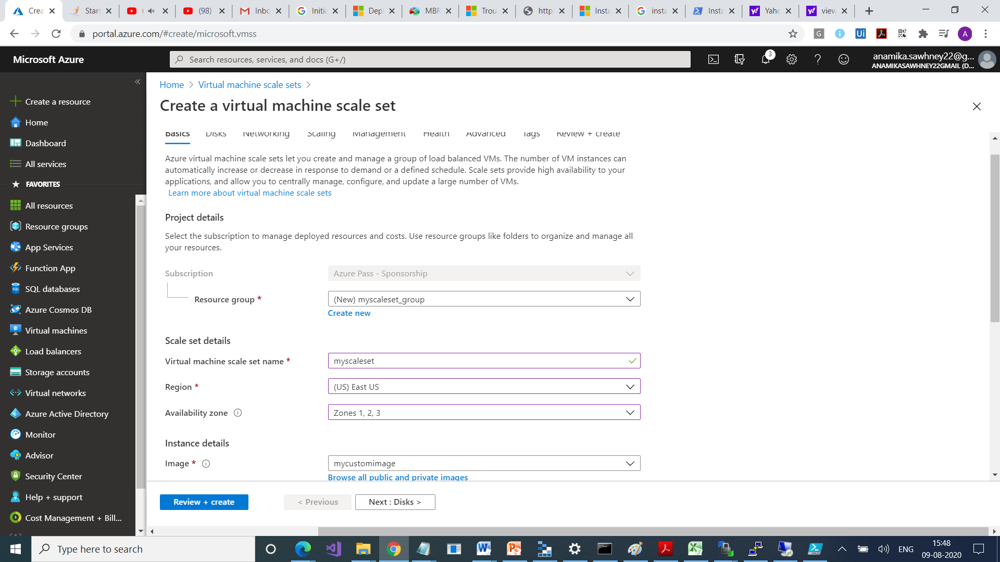 Crea
Start
(
(98)
Inbo
Initia
Depl
MBR
Trou
http
Insta
insta
Insta
Yaho
view
portal.azure.com/#create/microsoft.vmss
Microsoft Azure
Search resources, services, and docs (G+/)
3
anamika.sawhney22@g...
ANAMIKASAWHNEY22GMAIL (D...
Create a resource
Home
Dashboard
All services
FAVORITES
All resources
Resource groups
App Services
Function App
SQL databases
Azure Cosmos DB
Virtual machines
Load balancers
Storage accounts
Virtual networks
Azure Active Directory
Monitor
Advisor
Security Center
Help + support
Cost Management + Bill...
Home > Virtual machine scale sets >
Create a virtual machine scale set
Basics Disks Networking Scaling Management Health Advanced Tags Review + create
Azure virtual machine scale sets let you create and manage a group of load balanced VMs. The number of VM instances can
automatically increase or decrease in response to demand or a defined schedule. Scale sets provide high availability to your
applications, and allow you to centrally manage, configure, and update a large number of VMs.
Learn more about virtual machine scale sets
Project details
Select the subscription to manage deployed resources and costs. Use resource groups like folders to organize and manage all
your resources.
Subscription
Azure Pass - Sponsorship
Resource group *
(New) myscaleset_group
Create new
Scale set details
Virtual machine scale set name *
myscaleset
Region *
(US) East US
Availability zone
Zones 1, 2, 3
Instance details
Image *
mycustomimage
Browse all public and private images
Review + create
< Previous
Next : Disks >
Type here to search
ENG
15:48
09-08-2020